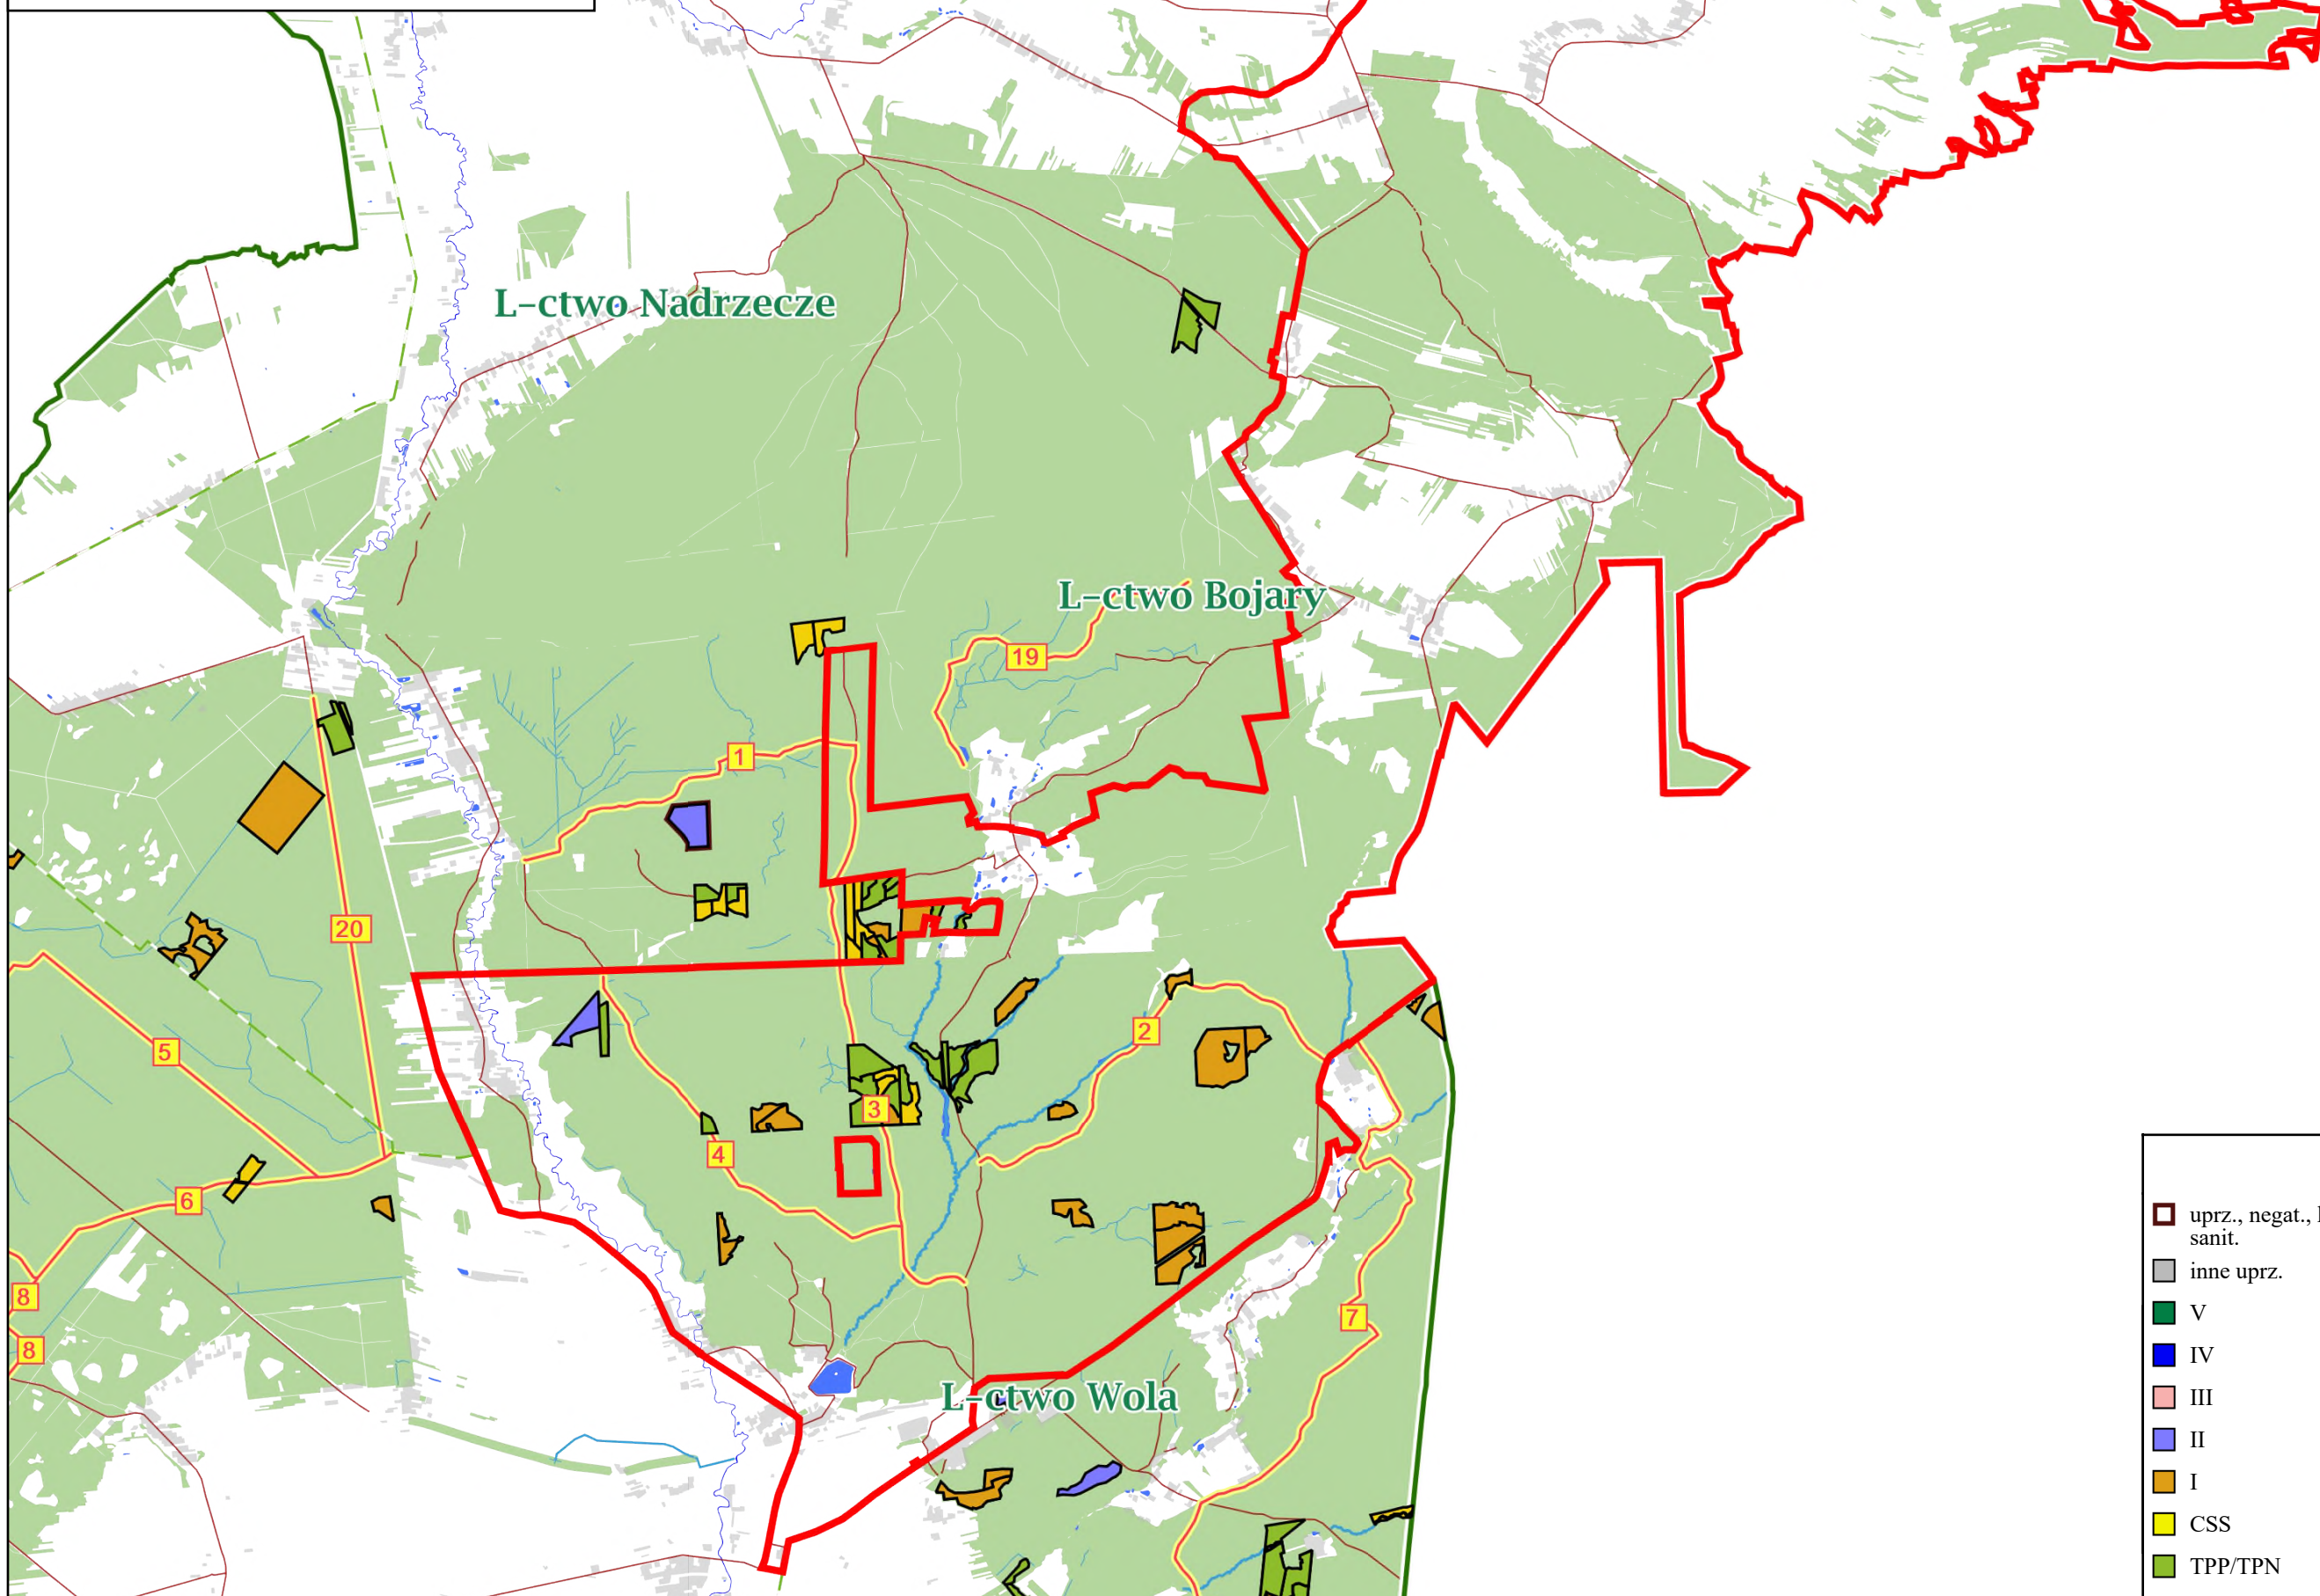 L-ctwo Nadrzecze
L-ctwo Bojary
19
1
20
2
5
3
4
6
8
7
8
L-ctwo Wola
uprz., negat.,
sanit.
inne uprz.
V
IV
III
II
I
CSS
TPP/TPN